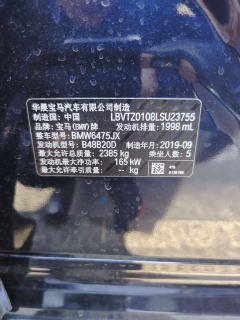 华晨宝马汽车有限公司制造
制造国：中国 LBVTZ0108LSU23755
品牌：宝马(BMW)牌 发动机排量：1998 mL
整车型号：BMW6475JX
发动机型号：B48B20D 制造年月：2019-09
最大允许总质量：2385 kg 乘坐人数：5
发动机最大净功率：165 kW
最大允许牵引质量：-- kg